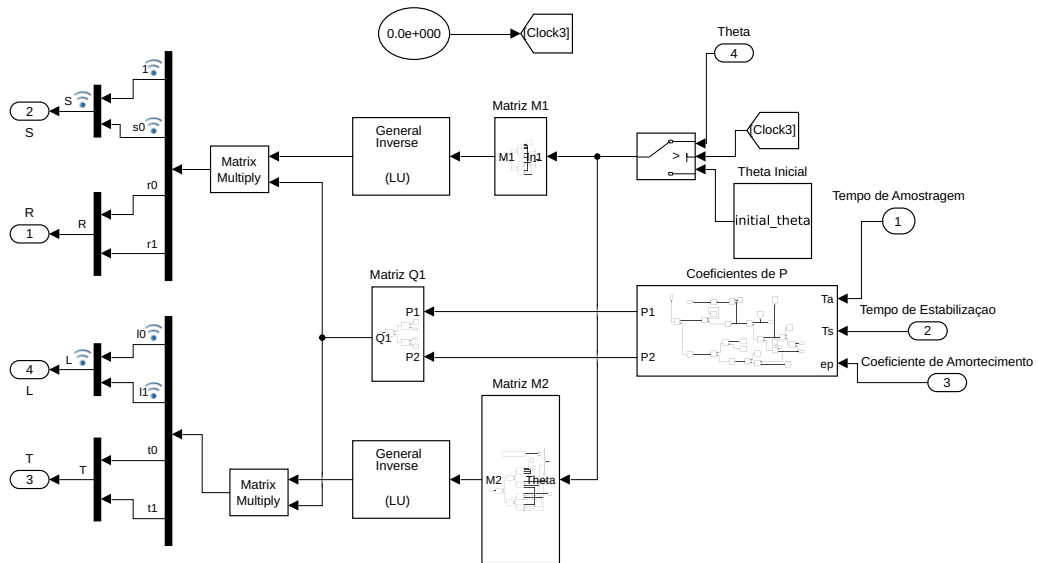 0.0e+000
[Clock3]
Theta
4
1
S
2
S
s0
General
Inverse
(LU)
Matriz M1
M1
In1
>
[Clock3]
Matrix
Multiply
Theta Inicial
initial_theta
Tempo de Amostragem
1
R
1
R
r0
r1
Matriz Q1
P1
Q1
P2
Coeficientes de P
P1
P2
Ta
Ts
ep
Tempo de Estabilizaçao
2
Coeficiente de Amortecimento
3
l0
L
4
L
l1
Matriz M2
M2
Theta
General
Inverse
(LU)
T
3
T
t0
t1
Matrix
Multiply